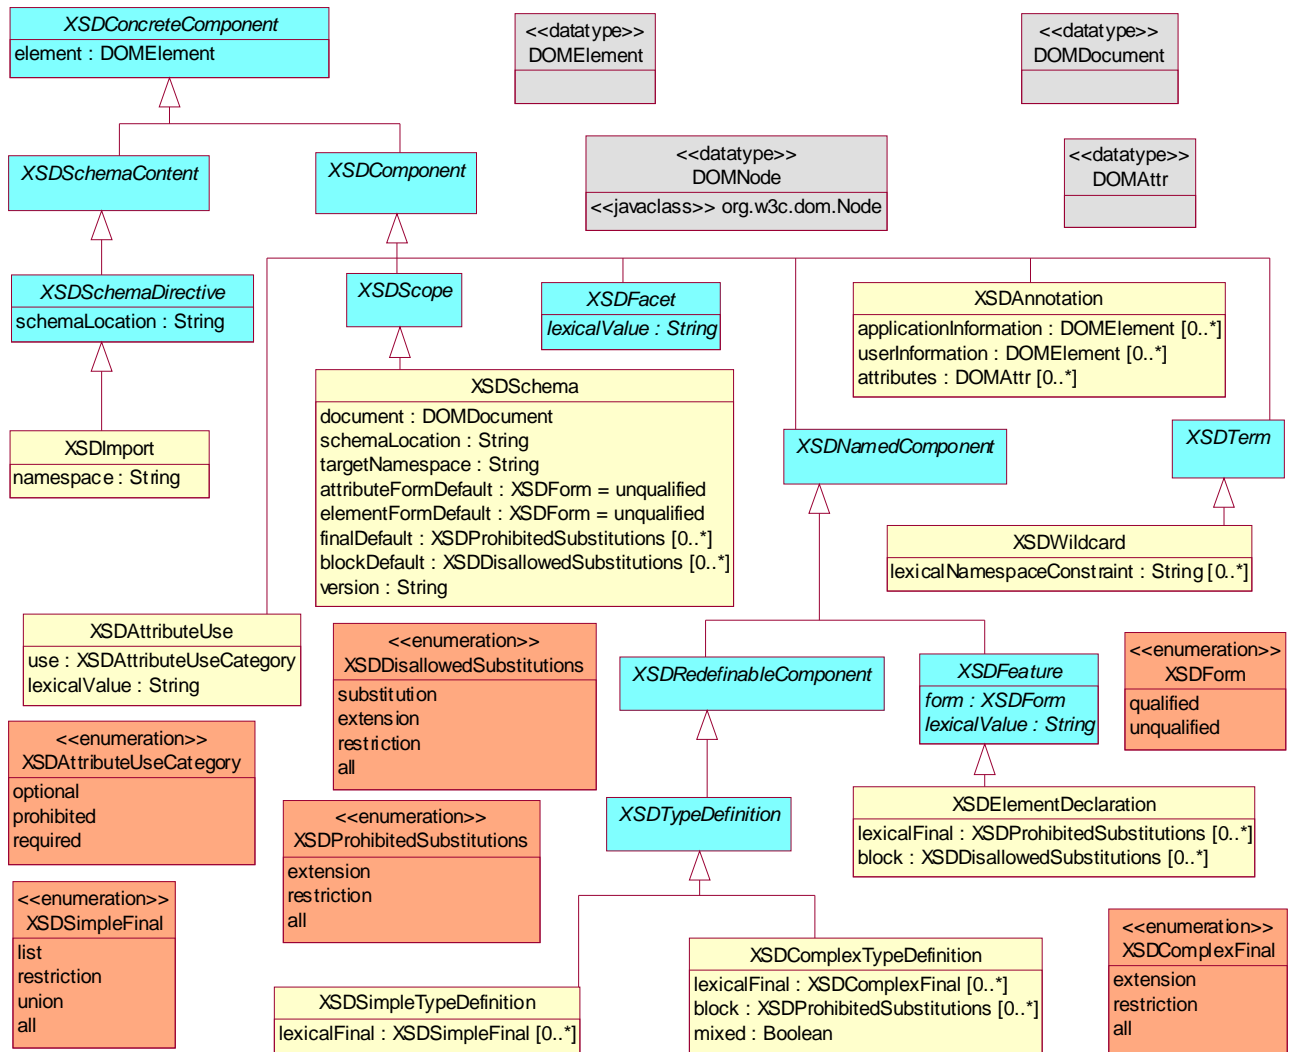 XSDConcreteComponent
element : DOMElement
<<datatype>>
DOMElement
<<datatype>>
DOMDocument
XSDSchemaContent
XSDComponent
<<datatype>>
DOMNode
<<javaclass>> org.w3c.dom.Node
<<datatype>>
DOMAttr
XSDSchemaDirective
schemaLocation : String
XSDScope
XSDFacet
lexicalValue : String
XSDAnnotation
applicationInformation : DOMElement [0..*]
userInformation : DOMElement [0..*]
attributes : DOMAttr [0..*]
XSDImport
namespace : String
XSDSchema
document : DOMDocument
schemaLocation : String
targetNamespace : String
attributeFormDefault : XSDForm = unqualified
elementFormDefault : XSDForm = unqualified
finalDefault : XSDProhibitedSubstitutions [0..*]
blockDefault : XSDDisallowedSubstitutions [0..*]
version : String
XSDNamedComponent
XSDTerm
XSDWildcard
lexicalNamespaceConstraint : String [0..*]
XSDAttributeUse
use : XSDAttributeUseCategory
lexicalValue : String
<<enumeration>>
XSDDisallowedSubstitutions
substitution
extension
restriction
all
XSDRedefinableComponent
XSDFeature
form : XSDForm
lexicalValue : String
<<enumeration>>
XSDForm
qualified
unqualified
<<enumeration>>
XSDAttributeUseCategory
optional
prohibited
required
<<enumeration>>
XSDProhibitedSubstitutions
extension
restriction
all
XSDTypeDefinition
XSDElementDeclaration
lexicalFinal : XSDProhibitedSubstitutions [0..*]
block : XSDDisallowedSubstitutions [0..*]
<<enumeration>>
XSDSimpleFinal
list
restriction
union
all
XSDSimpleTypeDefinition
lexicalFinal : XSDSimpleFinal [0..*]
XSDComplexTypeDefinition
lexicalFinal : XSDComplexFinal [0..*]
block : XSDProhibitedSubstitutions [0..*]
mixed : Boolean
<<enumeration>>
XSDComplexFinal
extension
restriction
all